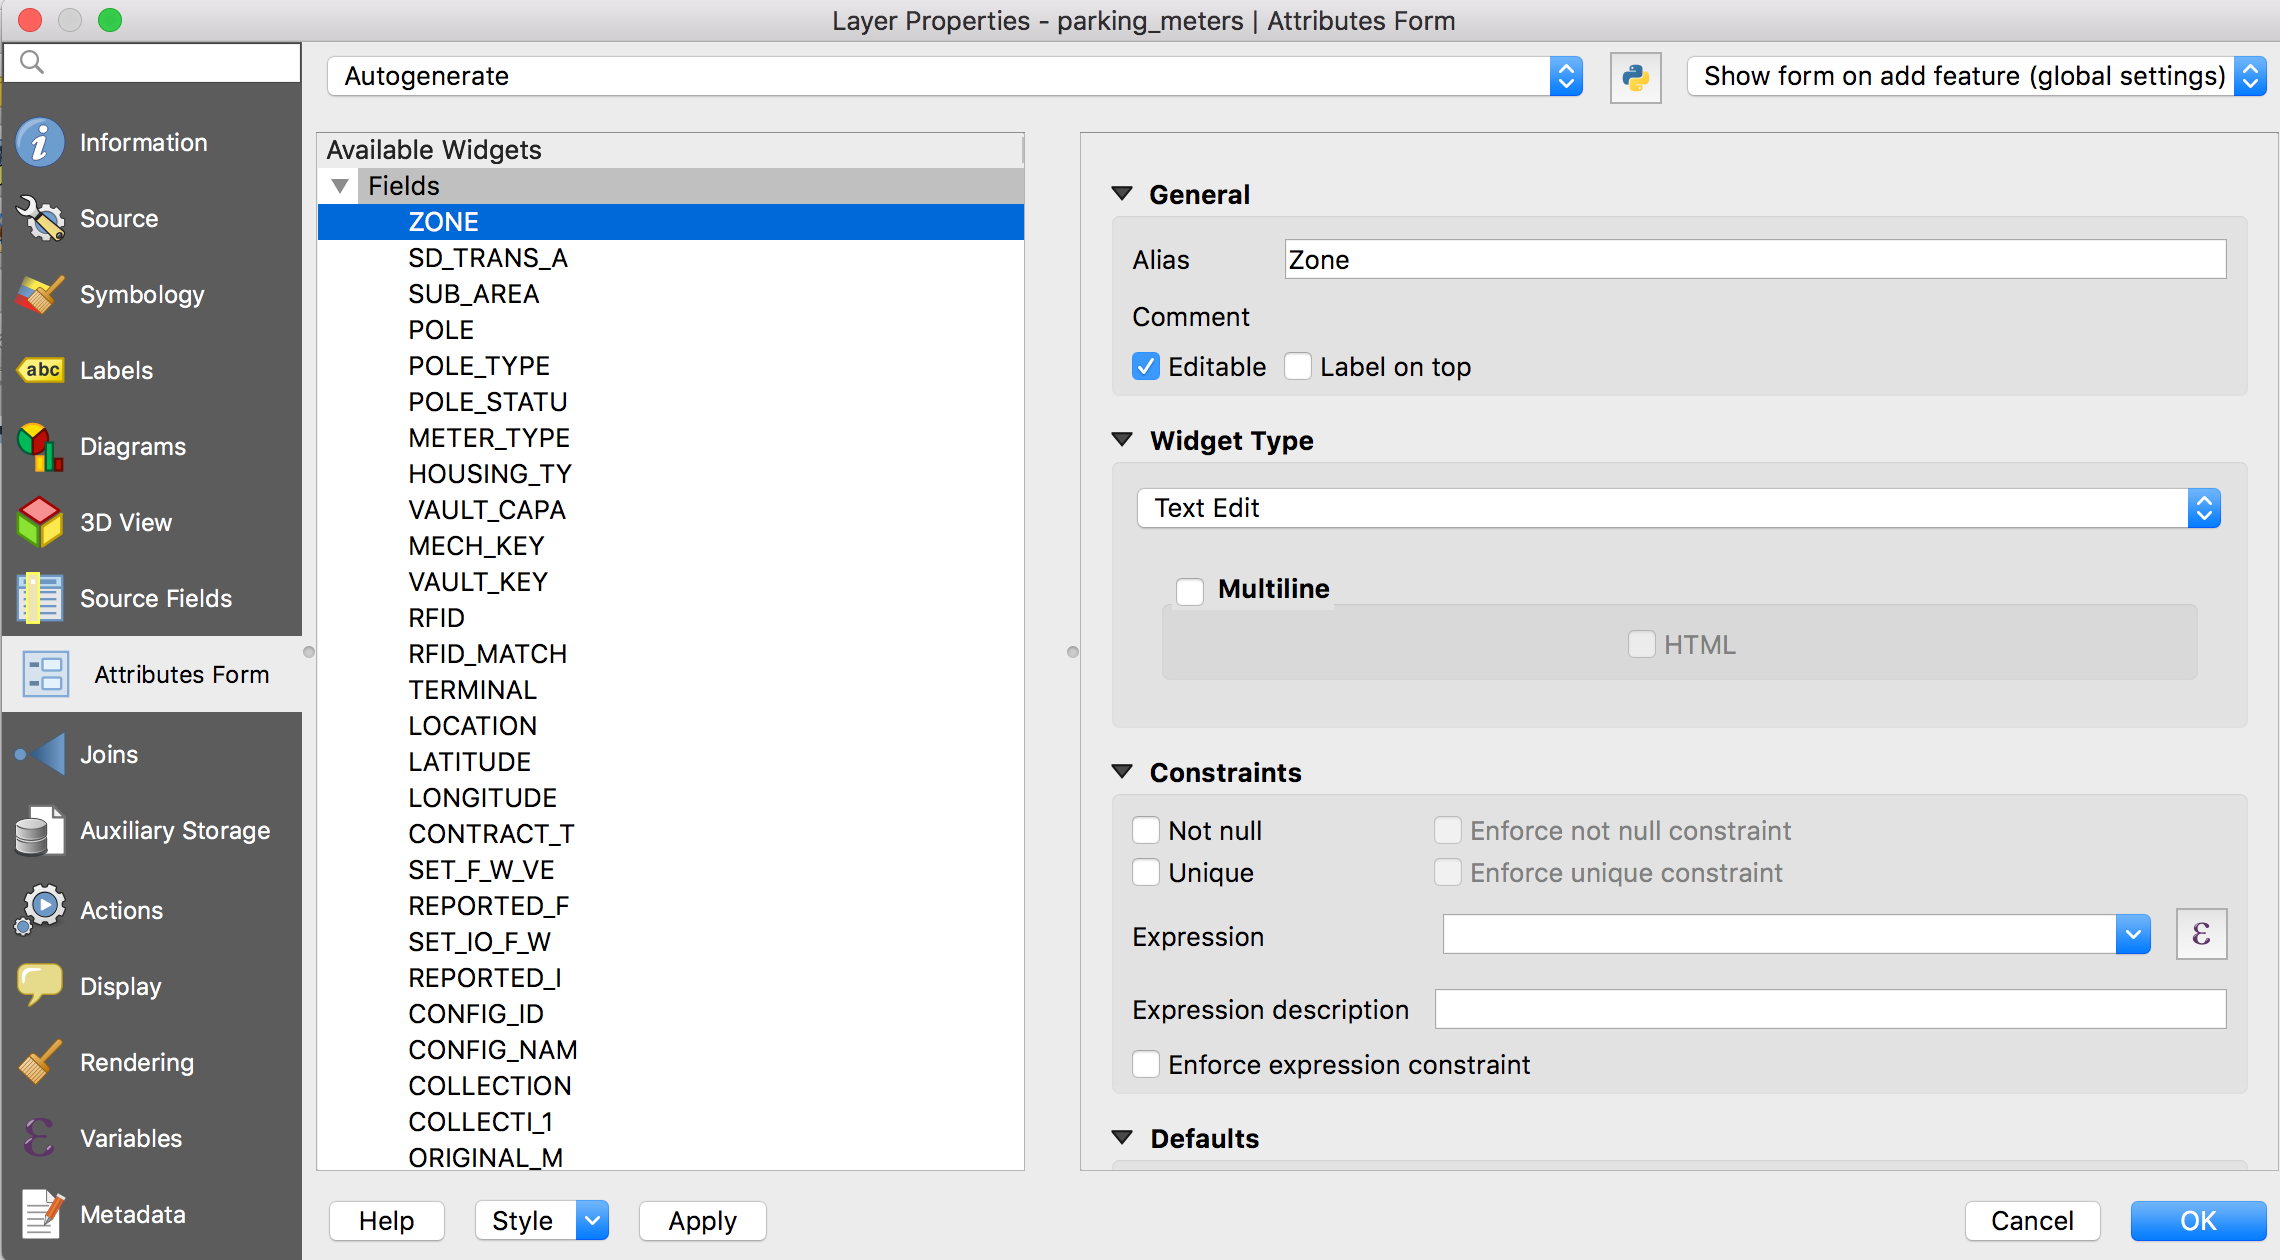 Layer Properties - parking_meters | Attributes Form
Autogenerate
Show form on add feature (global settings)
Information
Source
Symbology
abc
Labels
Diagrams
3D View
Source Fields
Attributes Form
Joins
Auxiliary Storage
Actions
Display
Rendering
Variables
Metadata
Available Widgets
Fields
ZONE
SD_TRANS_A
SUB_AREA
POLE
POLE_TYPE
POLE_STATU
METER_TYPE
HOUSING_TY
VAULT_CAPA
MECH_KEY
VAULT_KEY
RFID
RFID_MATCH
TERMINAL
LOCATION
LATITUDE
LONGITUDE
CONTRACT_T
SET_F_W_VE
REPORTED_F
SET_IO_F_W
REPORTED_I
CONFIG_ID
CONFIG_NAM
COLLECTION
COLLECTI_1
ORIGINAL_M
General
Alias
Zone
Comment
Editable
Label on top
Widget Type
Text Edit
Multiline
HTML
Constraints
Not null
Enforce not null constraint
Unique
Enforce unique constraint
Expression
ε
Expression description
Enforce expression constraint
Defaults
Help
Style
Apply
Cancel
OK